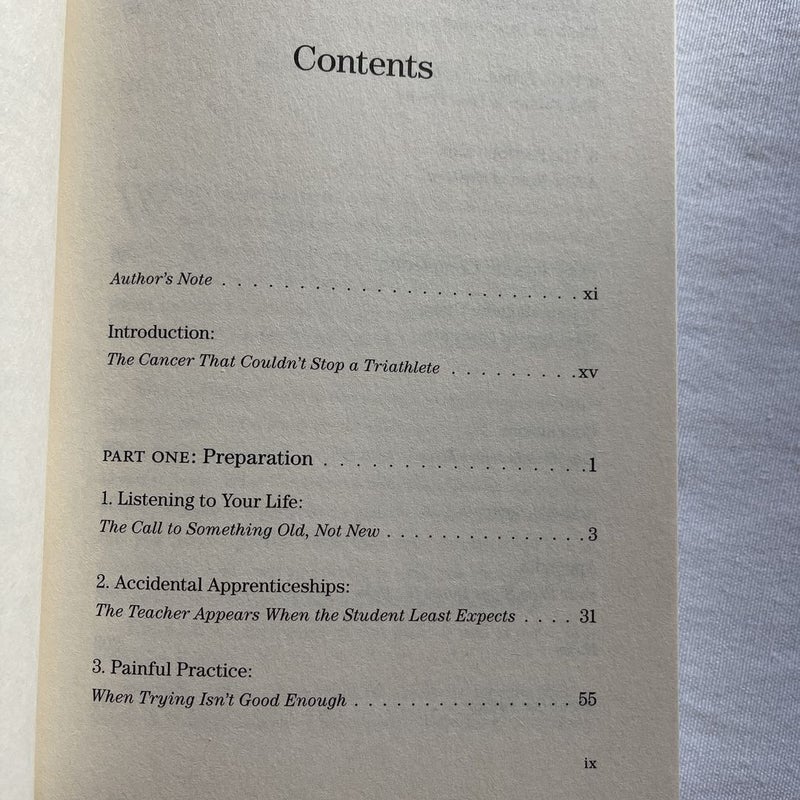 Contents
Author's Note . . . . . . . . . . . . . . . . . . . . . . . . . . xi
Introduction:
The Cancer That Couldn't Stop a Triathlete . . . . . . . . . xv
PART ONE: Preparation . . . . . . . . . . . . . . . . . . . 1
1. Listening to Your Life:
The Call to Something Old, Not New . . . . . . . . . . . . . . . 3
2. Accidental Apprenticeships:
The Teacher Appears When the Student Least Expects . . . . 31
3. Painful Practice:
When Trying Isn't Good Enough . . . . . . . . . . . . . . . . 55
ix